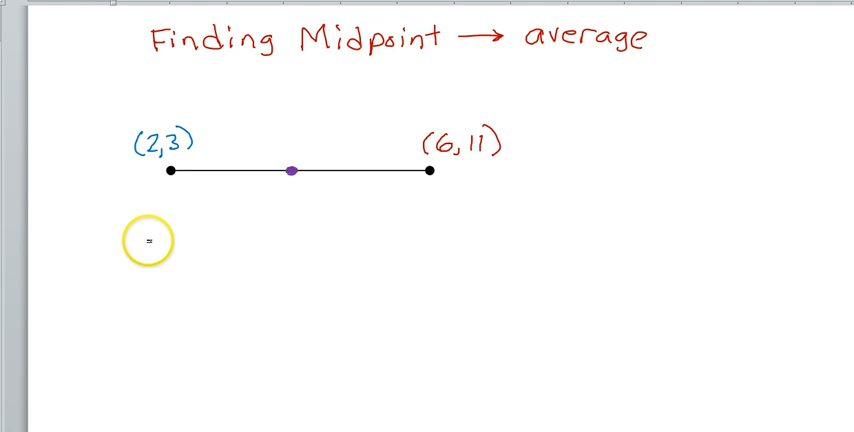 Finding Midpoint → average
(2,3) (6,11)
=